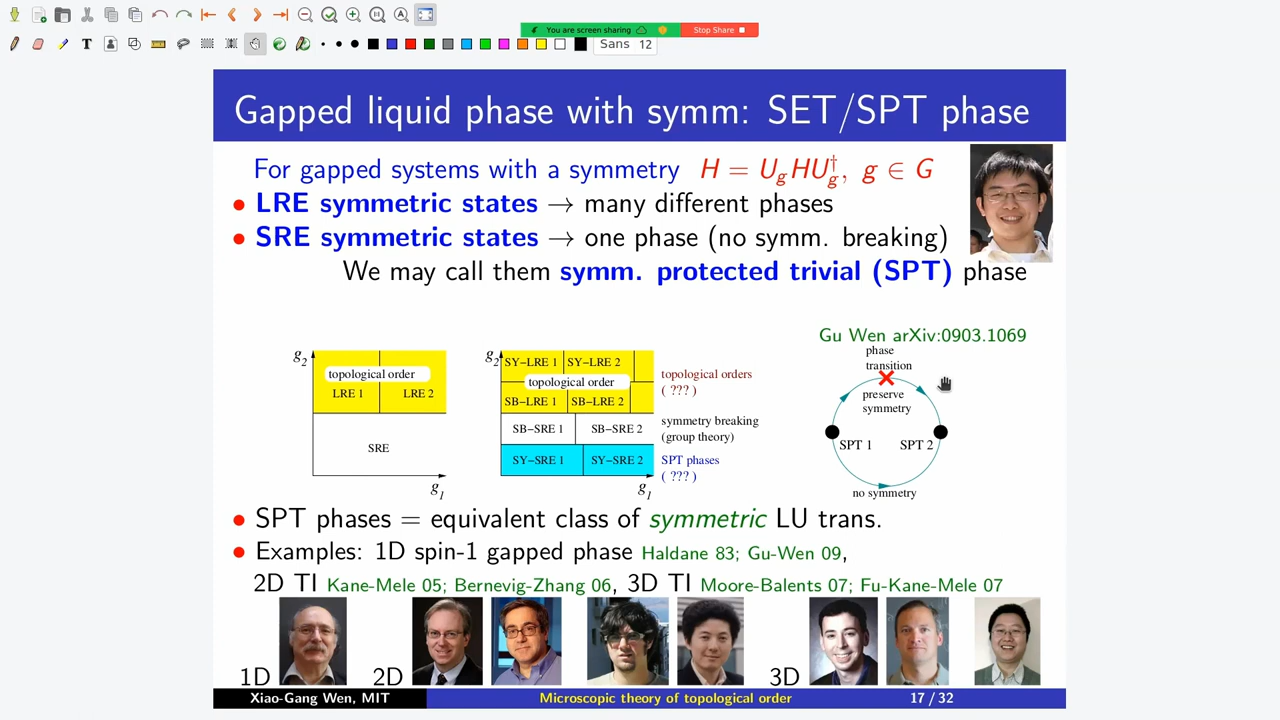 You are screen sharing
Stop Share
T
Sans 12
Gapped liquid phase with symm: SET/SPT phase
For gapped systems with a symmetry H = U_g H U_g^†, g ∈ G
• LRE symmetric states → many different phases
• SRE symmetric states → one phase (no symm. breaking)
We may call them symm. protected trivial (SPT) phase
Gu Wen arXiv:0903.1069
g_2
topological order
LRE 1
LRE 2
SRE
g_1
g_2
SY−LRE 1
SY−LRE 2
topological order
SB−LRE 1
SB−LRE 2
SB−SRE 1
SB−SRE 2
SY−SRE 1
SY−SRE 2
g_1
topological orders
( ??? )
symmetry breaking
(group theory)
SPT phases
( ??? )
phase
transition
preserve
symmetry
SPT 1
SPT 2
no symmetry
• SPT phases = equivalent class of symmetric LU trans.
• Examples: 1D spin-1 gapped phase Haldane 83; Gu-Wen 09,
2D TI Kane-Mele 05; Bernevig-Zhang 06, 3D TI Moore-Balents 07; Fu-Kane-Mele 07
1D
2D
3D
Xiao-Gang Wen, MIT
Microscopic theory of topological order
17 / 32